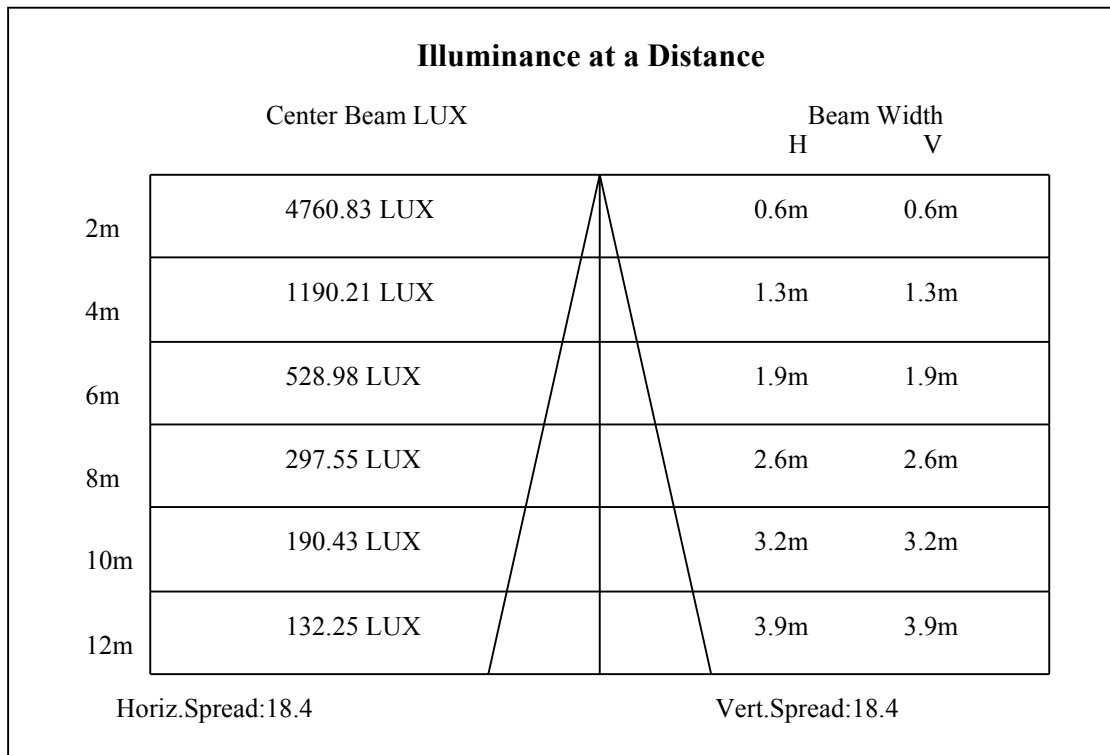 Illuminance at a Distance
Center Beam LUX Beam Width
H V
2m 4760.83 LUX 0.6m 0.6m
4m 1190.21 LUX 1.3m 1.3m
6m 528.98 LUX 1.9m 1.9m
8m 297.55 LUX 2.6m 2.6m
10m 190.43 LUX 3.2m 3.2m
12m 132.25 LUX 3.9m 3.9m
Horiz.Spread:18.4 Vert.Spread:18.4